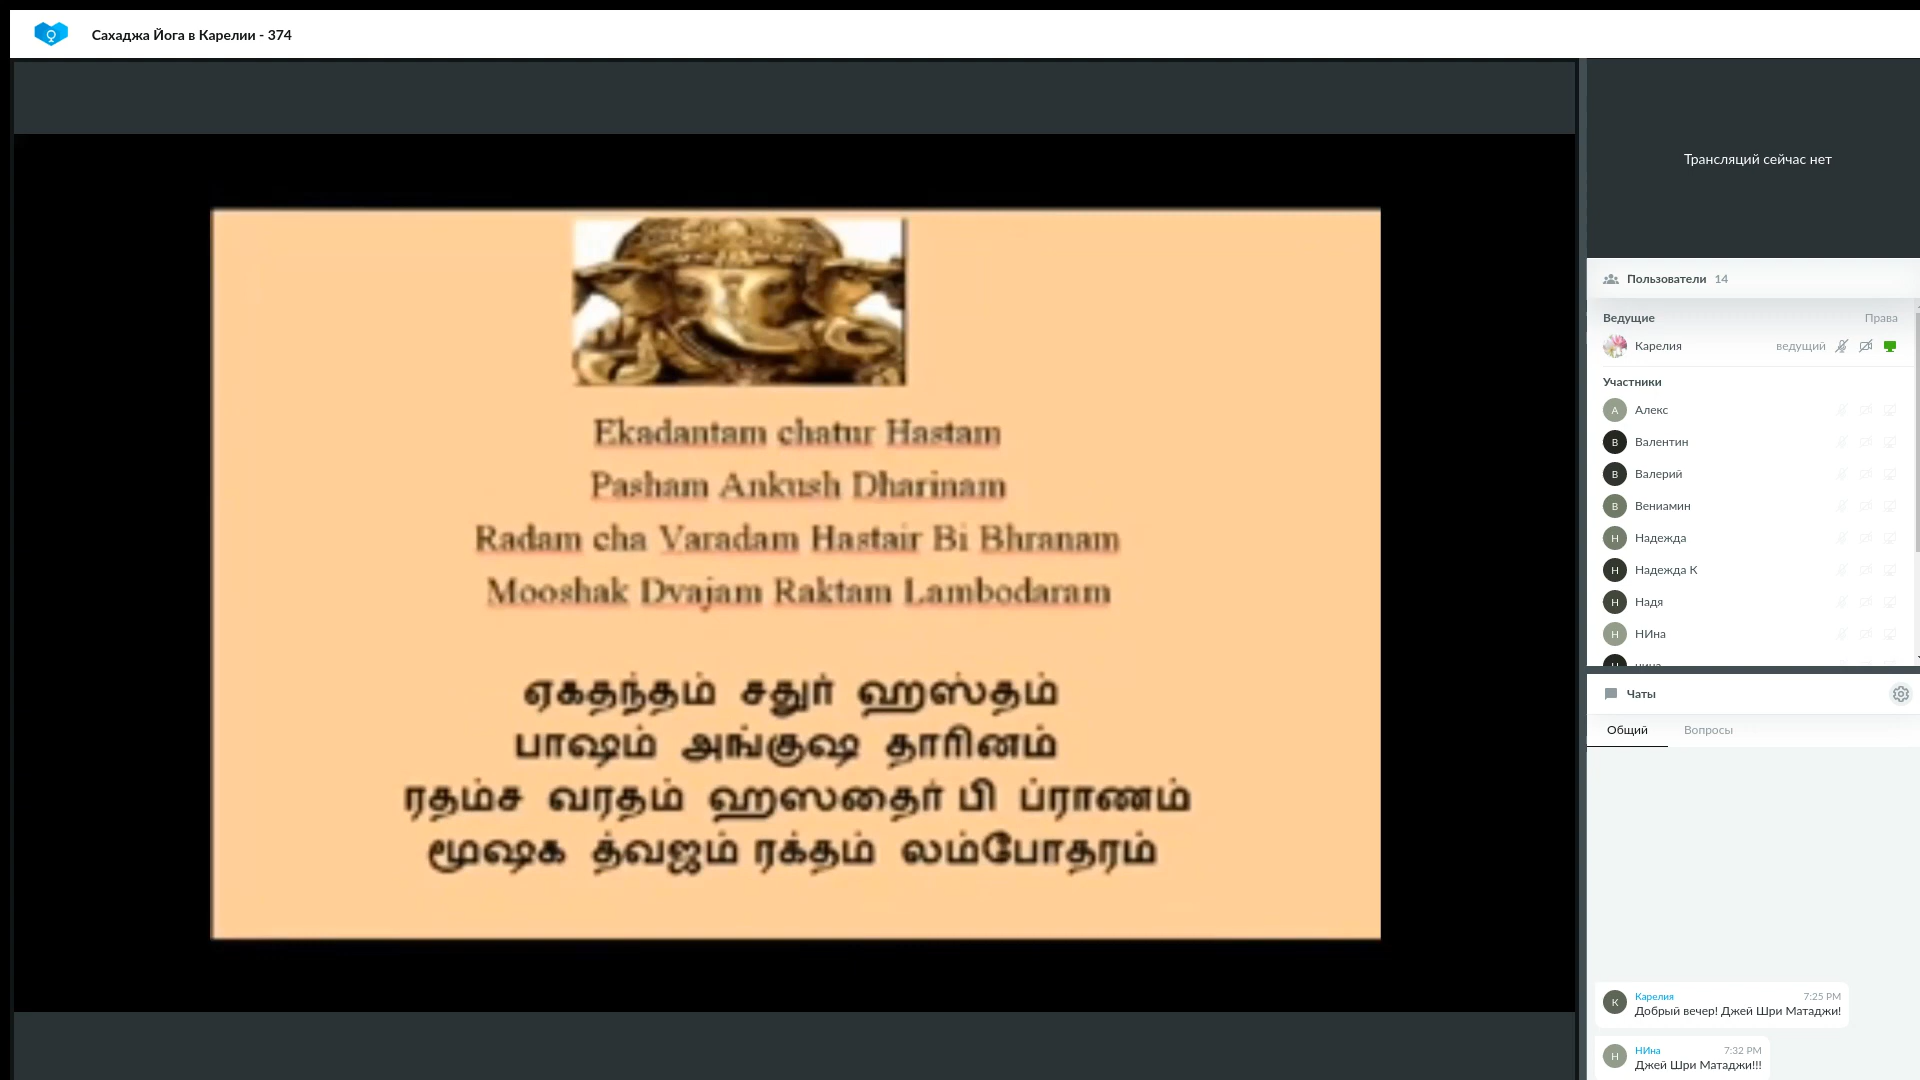 Сахаджа Йога в Карелии - 374
Ekadantam chatur Hastam
Pasham Ankush Dharinam
Radam cha Varadam Hastair Bi Bhranam
Mooshak Dvajam Raktam Lambodaram
ஏகதந்தம் சதுர் ஹஸ்தம்
பாஷம் அங்குஷ தாரினம்
ரதம்ச வரதம் ஹஸதைர் பி ப்ராணம்
மூஷக த்வஜம் ரக்தம் லம்போதரம்
Трансляций сейчас нет
Пользователи 14
Ведущие Права
Карелия ведущий
Участники
А Алекс
В Валентин
В Валерий
В Вениамин
Н Надежда
Н Надежда К
Н Надя
Н НИна
Чаты
Общий Вопросы
К Карелия 7:25 PM
Добрый вечер! Джей Шри Матаджи!
Н НИна 7:32 PM
Джей Шри Матаджи!!!